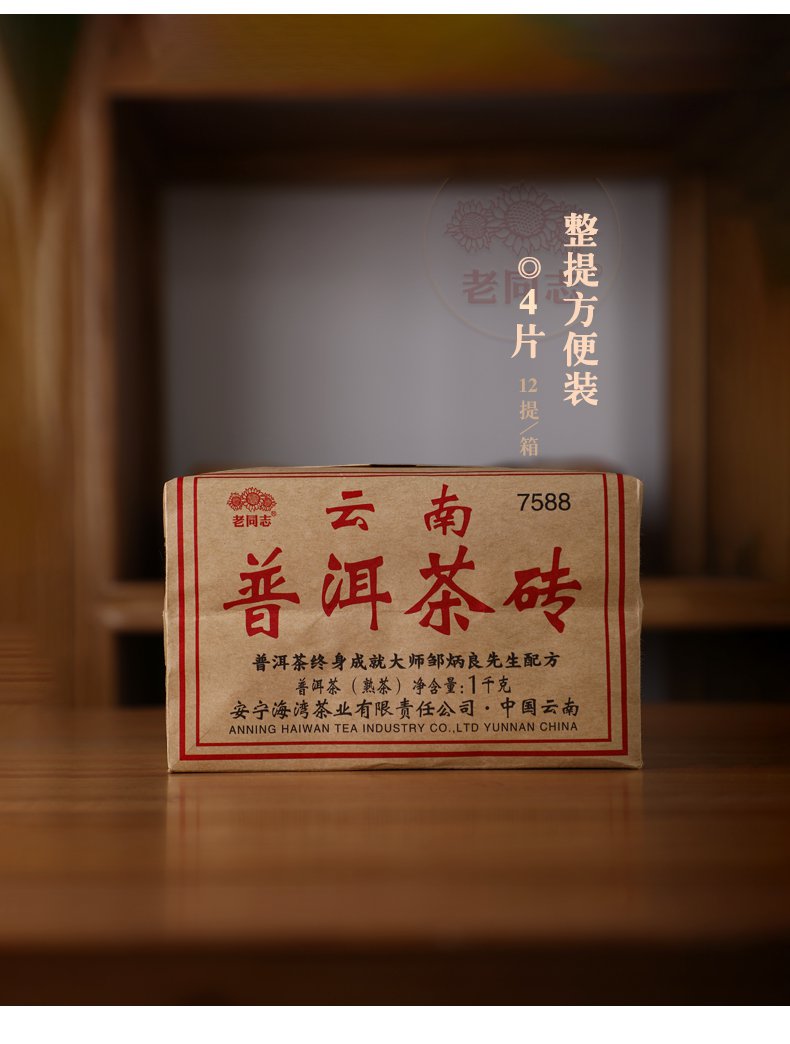 整提方便装
◎4片
12提/箱
老同志
老同志®
云南
7588
普洱茶砖
普洱茶终身成就大师邹炳良先生配方
普洱茶（熟茶）净含量:1千克
安宁海湾茶业有限责任公司·中国云南
ANNING HAIWAN TEA INDUSTRY CO.,LTD YUNNAN CHINA